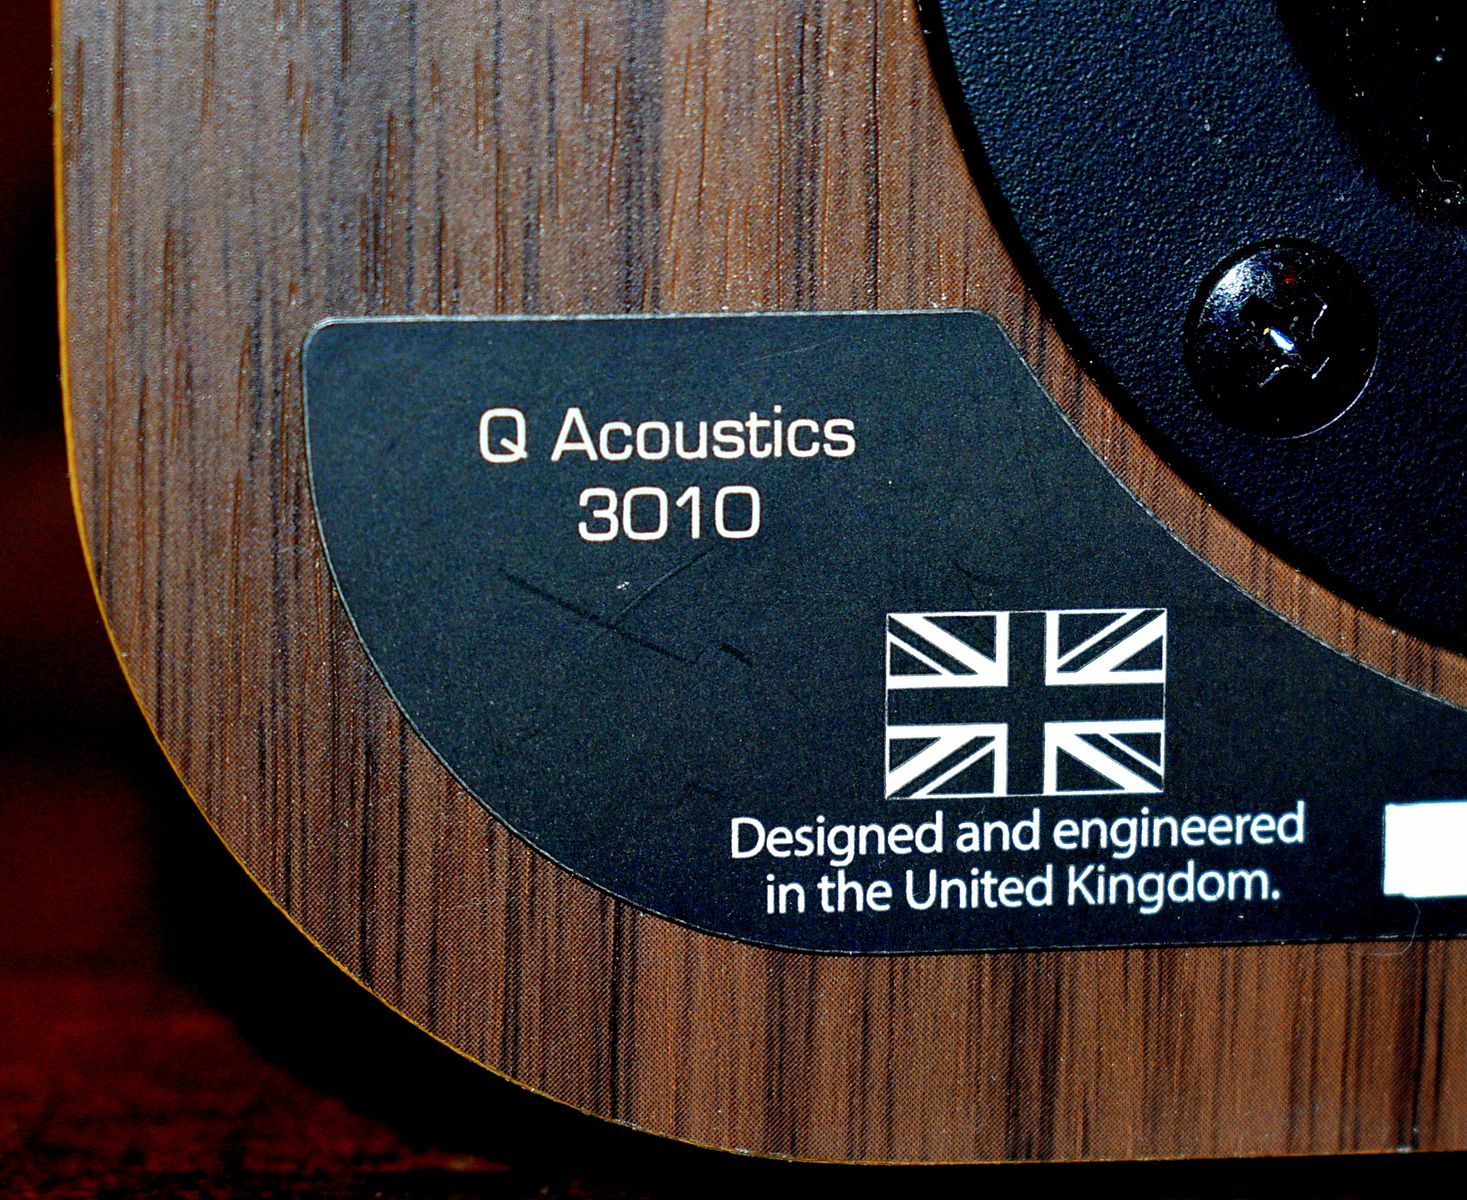 Q Acoustics
3010
Designed and engineered
in the United Kingdom.